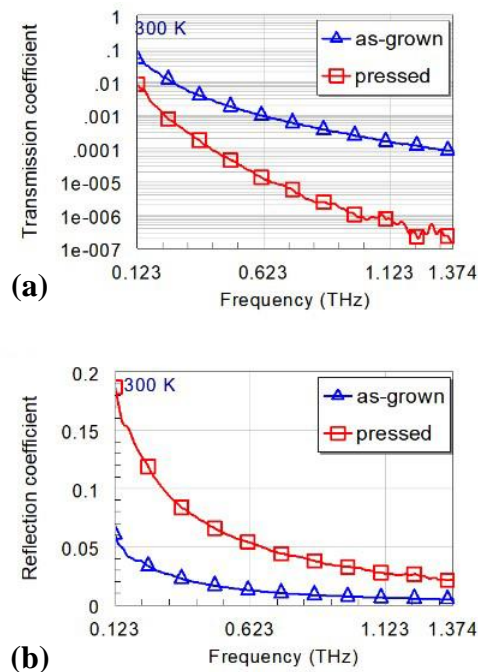 1
300 K
as-grown
pressed
.1
.01
.001
.0001
1e-005
1e-006
1e-007
Transmission coefficient
0.123 0.623 1.123 1.374
Frequency (THz)
(a)
0.2
300 K
as-grown
pressed
0.15
0.1
0.05
0
Reflection coefficient
0.123 0.623 1.123 1.374
Frequency (THz)
(b)